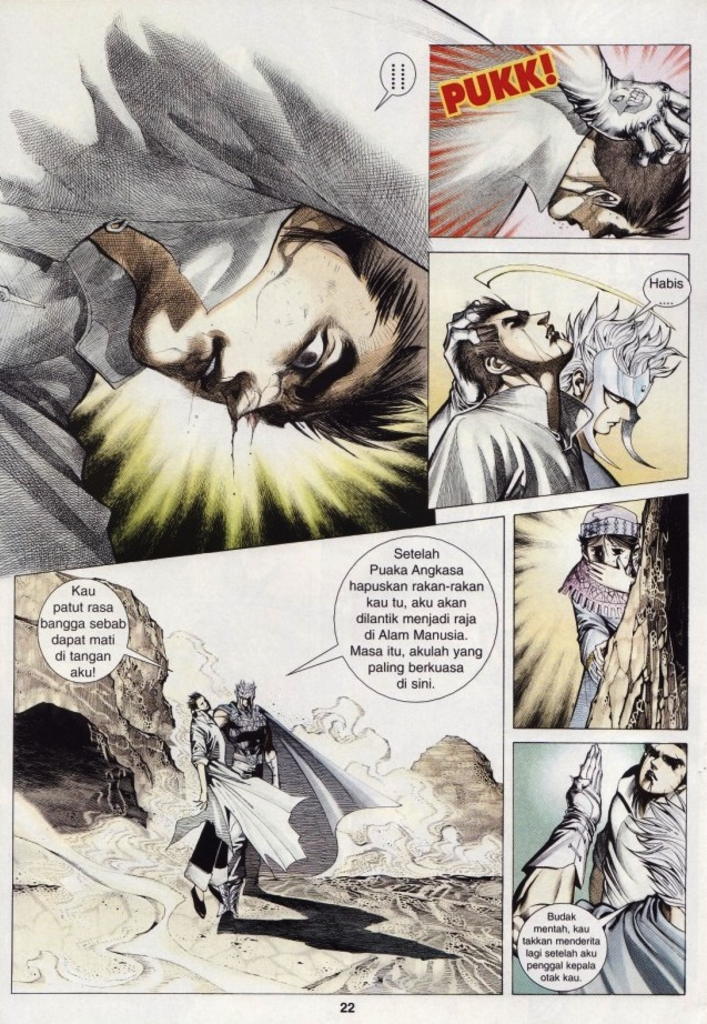 ......
PUKK!
Habis
....
Kau
patut rasa
bangga sebab
dapat mati
di tangan
aku!
Setelah
Puaka Angkasa
hapuskan rakan-rakan
kau tu, aku akan
dilantik menjadi raja
di Alam Manusia.
Masa itu, akulah yang
paling berkuasa
di sini.
Budak
mentah, kau
takkan menderita
lagi setelah aku
penggal kepala
otak kau.
22